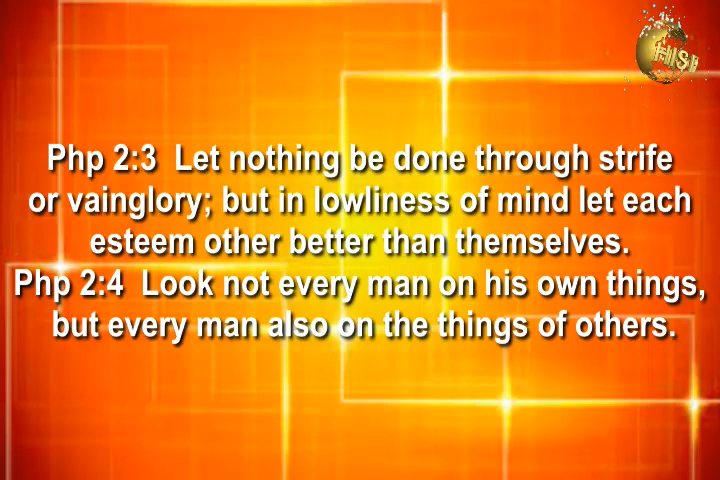 HSI
Php 2:3 Let nothing be done through strife
or vainglory; but in lowliness of mind let each
esteem other better than themselves.
Php 2:4 Look not every man on his own things,
but every man also on the things of others.